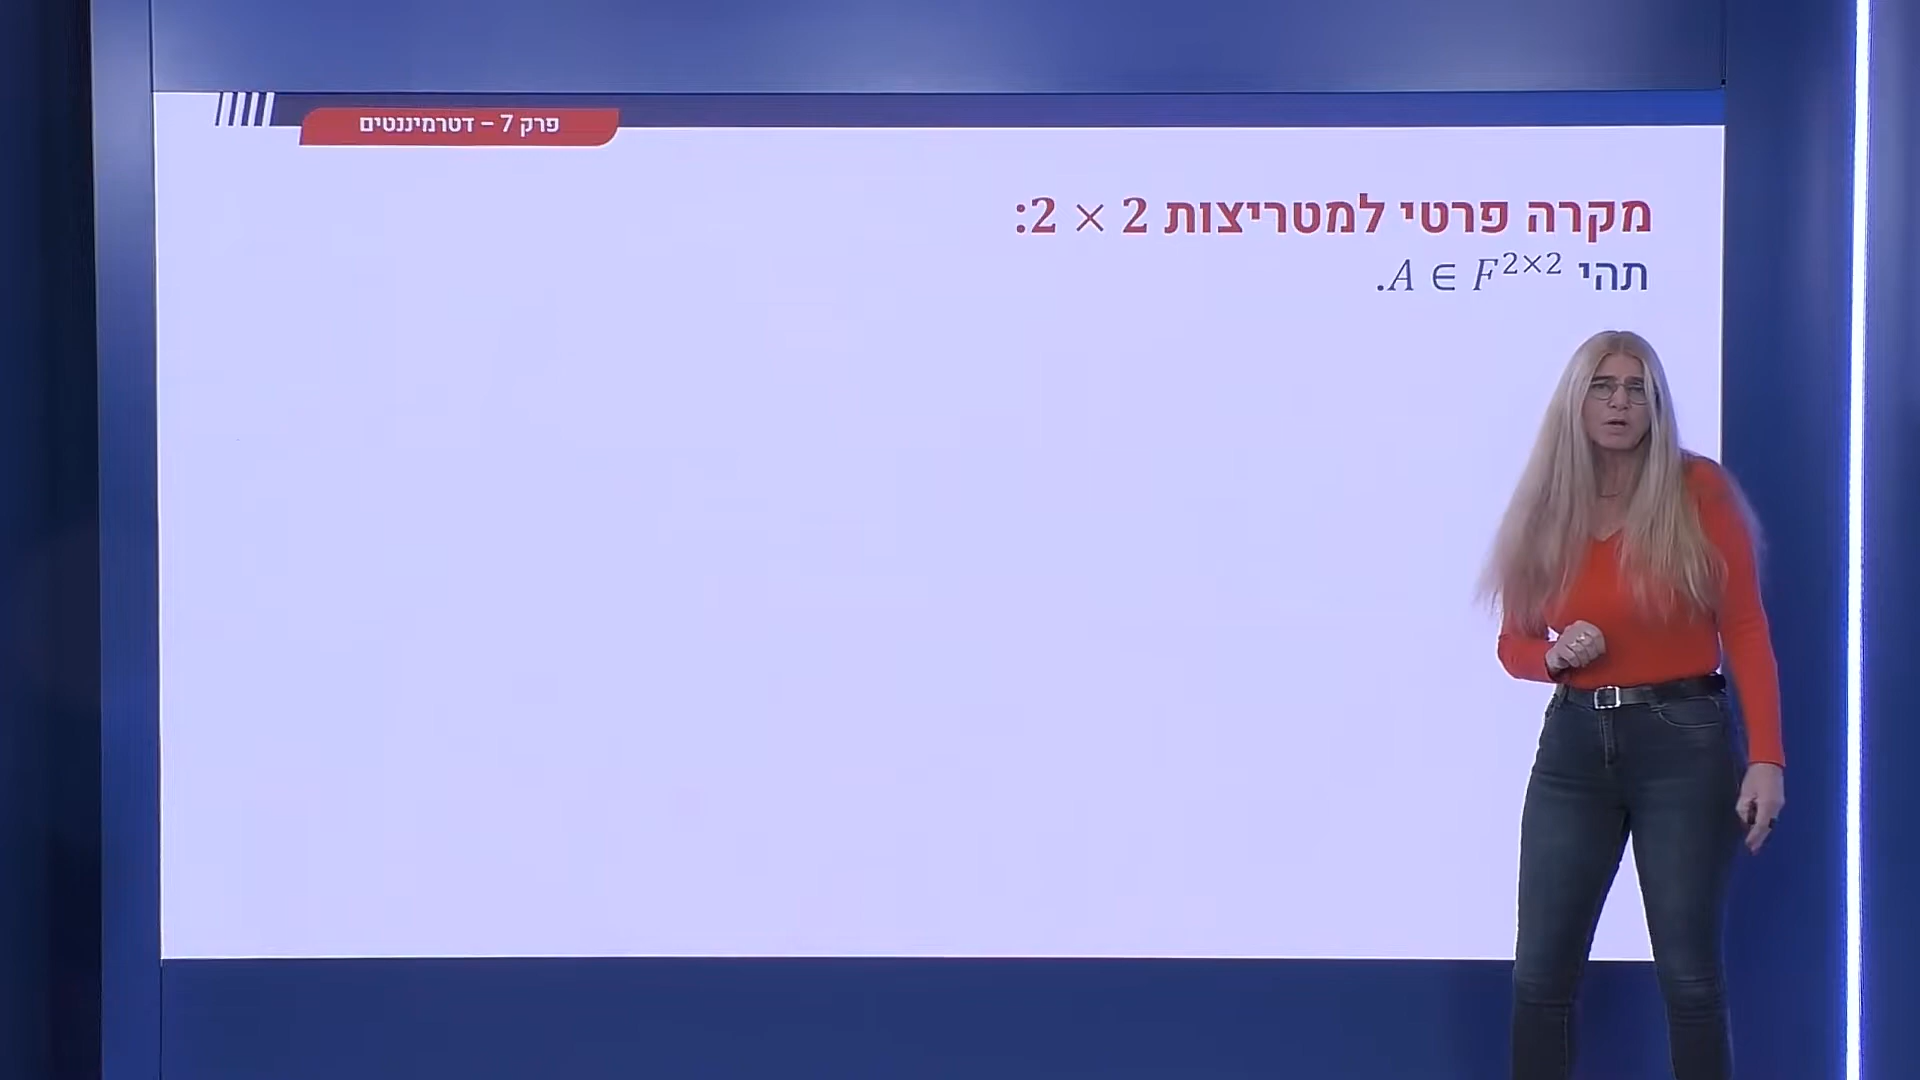 פרק 7 – דטרמיננטים
מקרה פרטי למטריצות 2 × 2:
תהי A ∈ F^{2×2}.